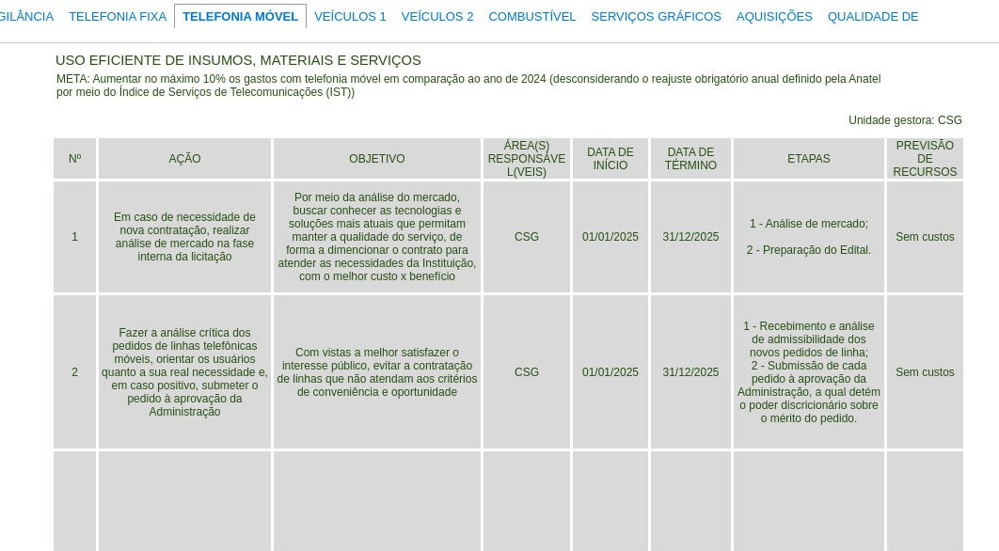 GILÂNCIA TELEFONIA FIXA TELEFONIA MÓVEL VEÍCULOS 1 VEÍCULOS 2 COMBUSTÍVEL SERVIÇOS GRÁFICOS AQUISIÇÕES QUALIDADE DE
USO EFICIENTE DE INSUMOS, MATERIAIS E SERVIÇOS
META: Aumentar no máximo 10% os gastos com telefonia móvel em comparação ao ano de 2024 (desconsiderando o reajuste obrigatório anual definido pela Anatel
por meio do Índice de Serviços de Telecomunicações (IST))
Unidade gestora: CSG
Nº
AÇÃO
OBJETIVO
ÁREA(S)
RESPONSÁVE
L(VEIS)
DATA DE
INÍCIO
DATA DE
TÉRMINO
ETAPAS
PREVISÃO
DE
RECURSOS
1
Em caso de necessidade de
nova contratação, realizar
análise de mercado na fase
interna da licitação
Por meio da análise do mercado,
buscar conhecer as tecnologias e
soluções mais atuais que permitam
manter a qualidade do serviço, de
forma a dimencionar o contrato para
atender as necessidades da Instituição,
com o melhor custo x benefício
CSG
01/01/2025
31/12/2025
1 - Análise de mercado;
2 - Preparação do Edital.
Sem custos
2
Fazer a análise crítica dos
pedidos de linhas telefônicas
móveis, orientar os usuários
quanto a sua real necessidade e,
em caso positivo, submeter o
pedido à aprovação da
Administração
Com vistas a melhor satisfazer o
interesse público, evitar a contratação
de linhas que não atendam aos critérios
de conveniência e oportunidade
CSG
01/01/2025
31/12/2025
1 - Recebimento e análise
de admissibilidade dos
novos pedidos de linha;
2 - Submissão de cada
pedido à aprovação da
Administração, a qual detém
o poder discricionário sobre
o mérito do pedido.
Sem custos